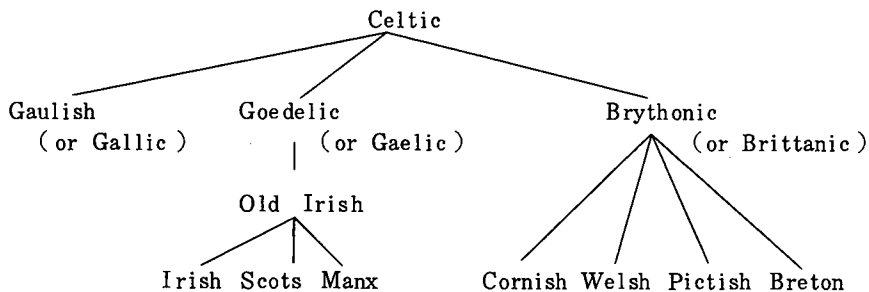 Celtic
Gaulish Goedelic Brythonic
(or Gallic) (or Gaelic) (or Brittanic)
Old Irish
Irish Scots Manx Cornish Welsh Pictish Breton